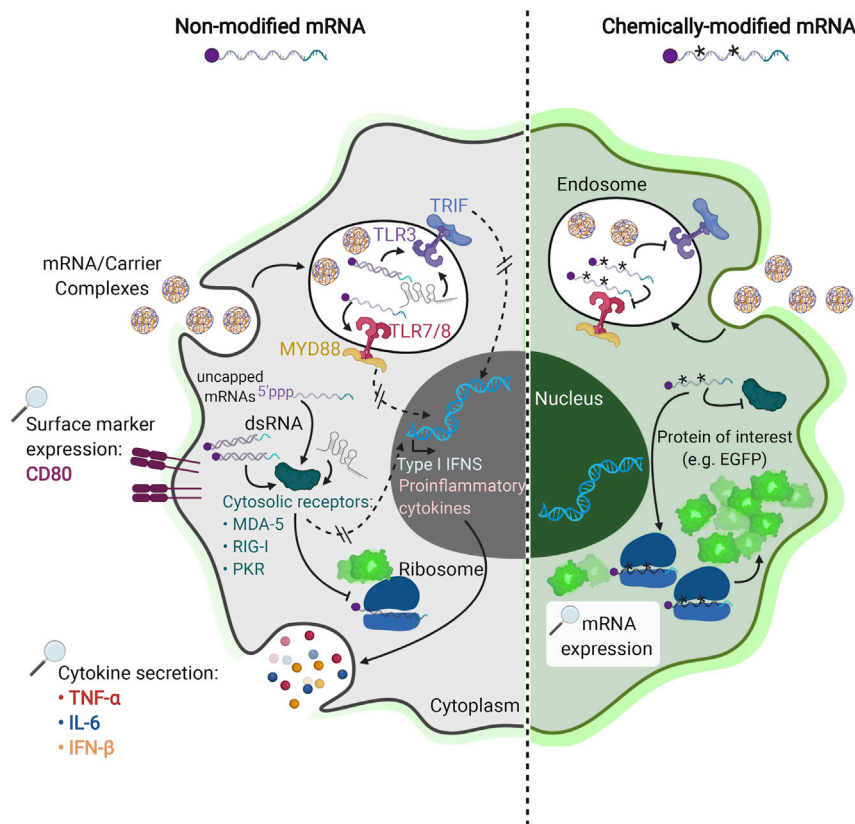 Non-modified mRNA
Chemically-modified mRNA
mRNA/Carrier
Complexes
TRIF
TLR3
TLR7/8
MYD88
Endosome
uncapped
mRNAs
5'ppp
dsRNA
Surface marker
expression:
CD80
Cytosolic receptors:
• MDA-5
• RIG-I
• PKR
Type I IFNS
Proinflammatory
cytokines
Nucleus
Protein of interest
(e.g. EGFP)
Ribosome
mRNA
expression
Cytokine secretion:
• TNF-α
• IL-6
• IFN-β
Cytoplasm